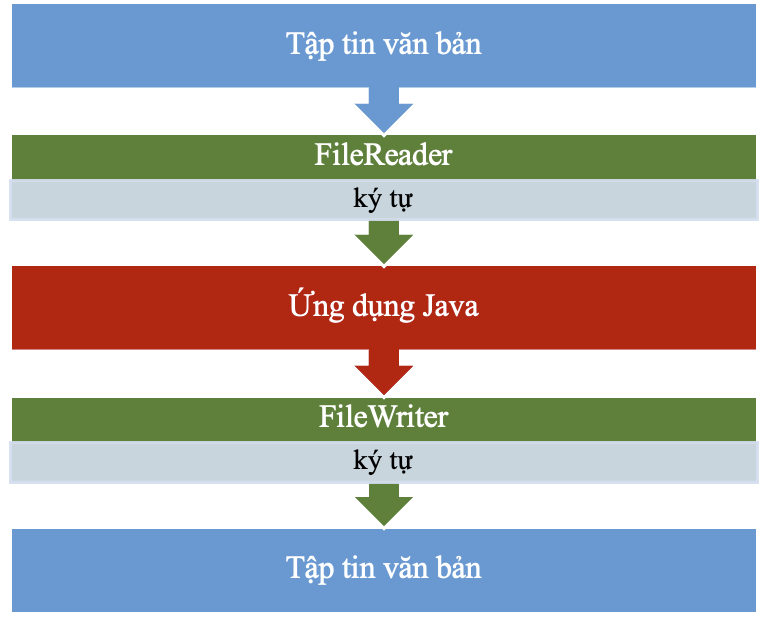 Tập tin văn bản
FileReader
ký tự
Ứng dụng Java
FileWriter
ký tự
Tập tin văn bản